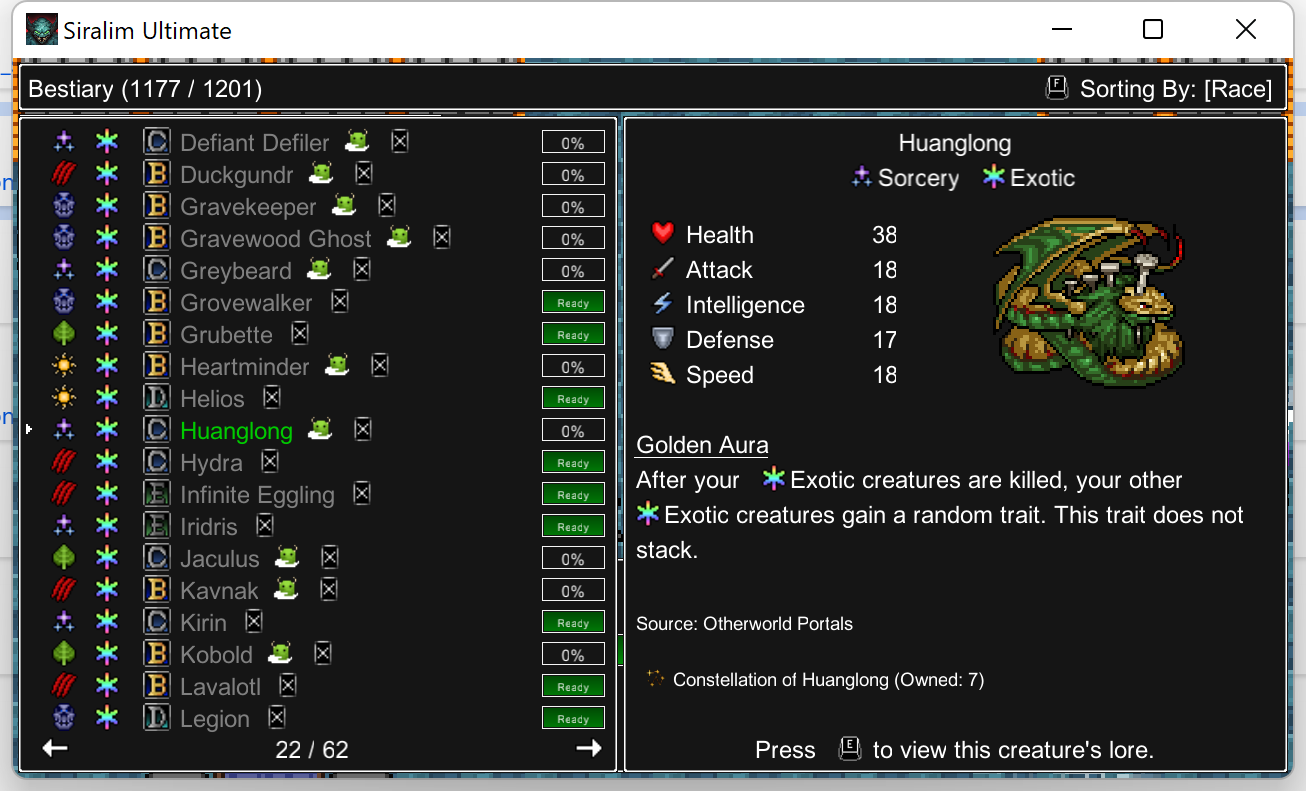 Siralim Ultimate
Bestiary (1177 / 1201)
F Sorting By: [Race]
C Defiant Defiler 0%
B Duckgundr 0%
B Gravekeeper 0%
B Gravewood Ghost 0%
C Greybeard 0%
B Grovewalker Ready
B Grubette Ready
B Heartminder 0%
D Helios Ready
C Huanglong 0%
C Hydra Ready
E Infinite Eggling Ready
E Iridris Ready
C Jaculus 0%
B Kavnak 0%
C Kirin Ready
B Kobold 0%
B Lavalotl Ready
D Legion Ready
22 / 62
Huanglong
Sorcery Exotic
Health 38
Attack 18
Intelligence 18
Defense 17
Speed 18
Golden Aura
After your Exotic creatures are killed, your other
Exotic creatures gain a random trait. This trait does not
stack.
Source: Otherworld Portals
Constellation of Huanglong (Owned: 7)
Press E to view this creature's lore.